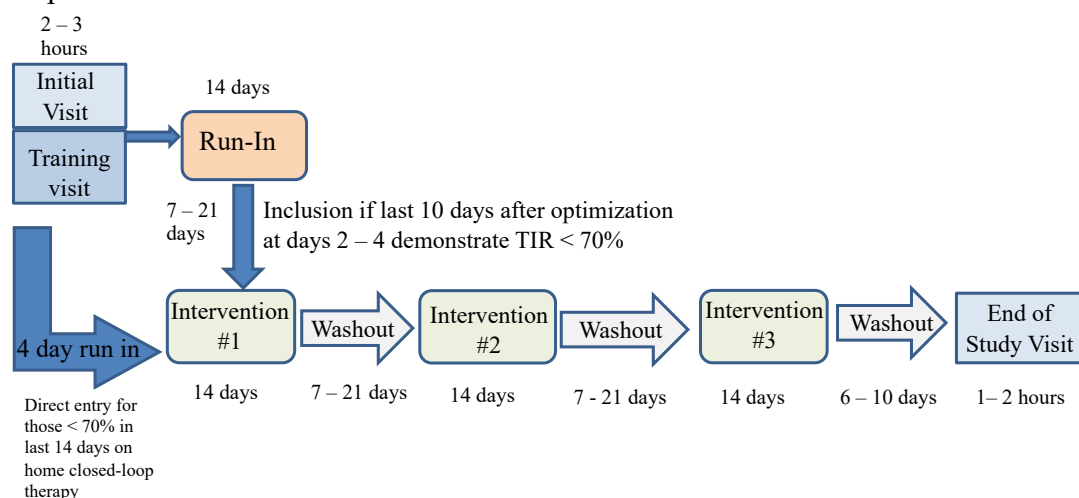 2 – 3
hours
Initial
Visit
Training
visit
14 days
Run-In
7 – 21
days
Inclusion if last 10 days after optimization
at days 2 – 4 demonstrate TIR < 70%
4 day run in
Intervention
#1
Washout
Intervention
#2
Washout
Intervention
#3
Washout
End of
Study Visit
14 days
7 – 21 days
14 days
7 - 21 days
14 days
6 – 10 days
1– 2 hours
Direct entry for
those < 70% in
last 14 days on
home closed-loop
therapy